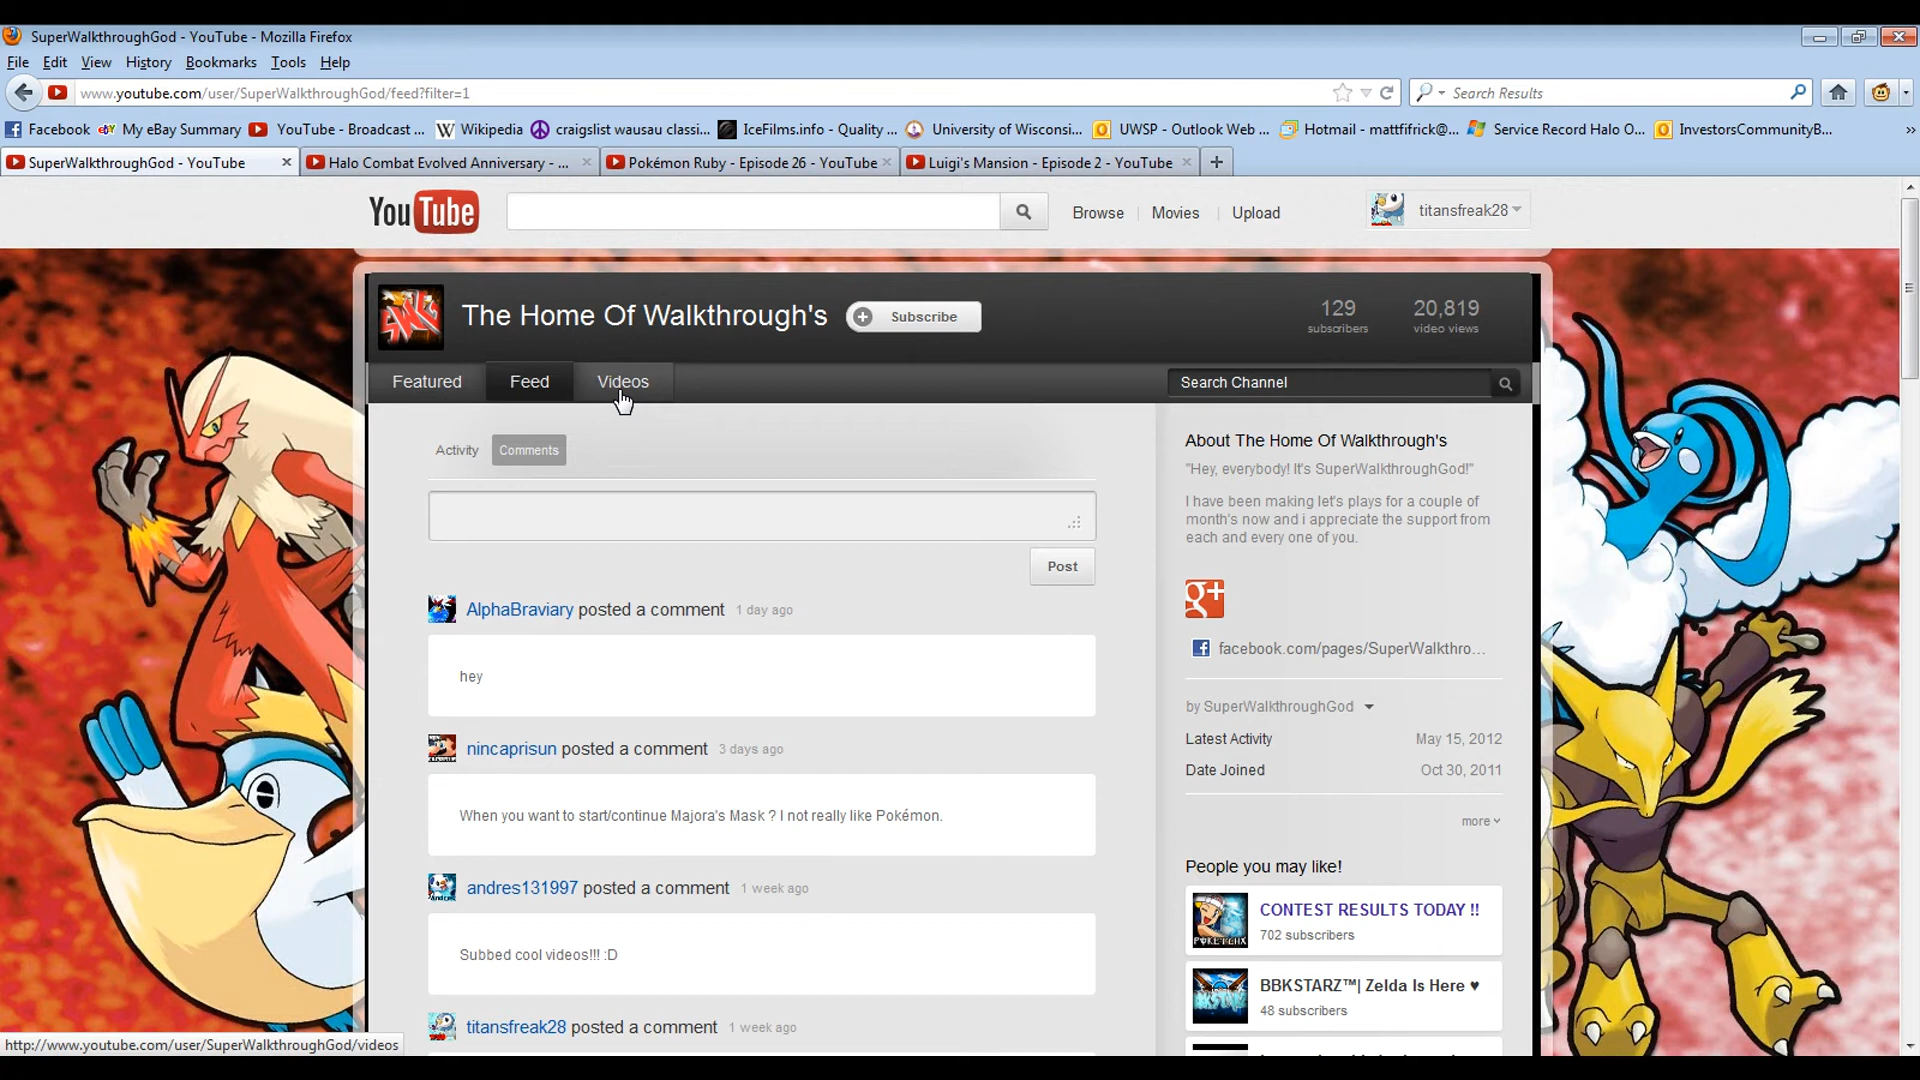 SuperWalkthroughGod - YouTube - Mozilla Firefox
File Edit View History Bookmarks Tools Help
www.youtube.com/user/SuperWalkthroughGod/feed?filter=1
Search Results
Facebook My eBay Summary YouTube - Broadcast ... Wikipedia craigslist wausau classi... IceFilms.info - Quality ... University of Wisconsi... UWSP - Outlook Web ... Hotmail - mattfifrick@... Service Record Halo O... InvestorsCommunityB... »
SuperWalkthroughGod - YouTube Halo Combat Evolved Anniversary - ... Pokémon Ruby - Episode 26 - YouTube Luigi's Mansion - Episode 2 - YouTube
YouTube Browse Movies Upload titansfreak28
The Home Of Walkthrough's Subscribe
129 subscribers
20,819 video views
Featured Feed Videos Search Channel
Activity Comments
Post
AlphaBraviary posted a comment 1 day ago
hey
nincaprisun posted a comment 3 days ago
When you want to start/continue Majora's Mask ? I not really like Pokémon.
andres131997 posted a comment 1 week ago
Subbed cool videos!!! :D
titansfreak28 posted a comment 1 week ago
About The Home Of Walkthrough's
"Hey, everybody! It's SuperWalkthroughGod!"
I have been making let's plays for a couple of
month's now and i appreciate the support from
each and every one of you.
g+
facebook.com/pages/SuperWalkthro...
by SuperWalkthroughGod
Latest Activity May 15, 2012
Date Joined Oct 30, 2011
more
People you may like!
CONTEST RESULTS TODAY !!
702 subscribers
BBKSTARZ™| Zelda Is Here ♥
48 subscribers
http://www.youtube.com/user/SuperWalkthroughGod/videos